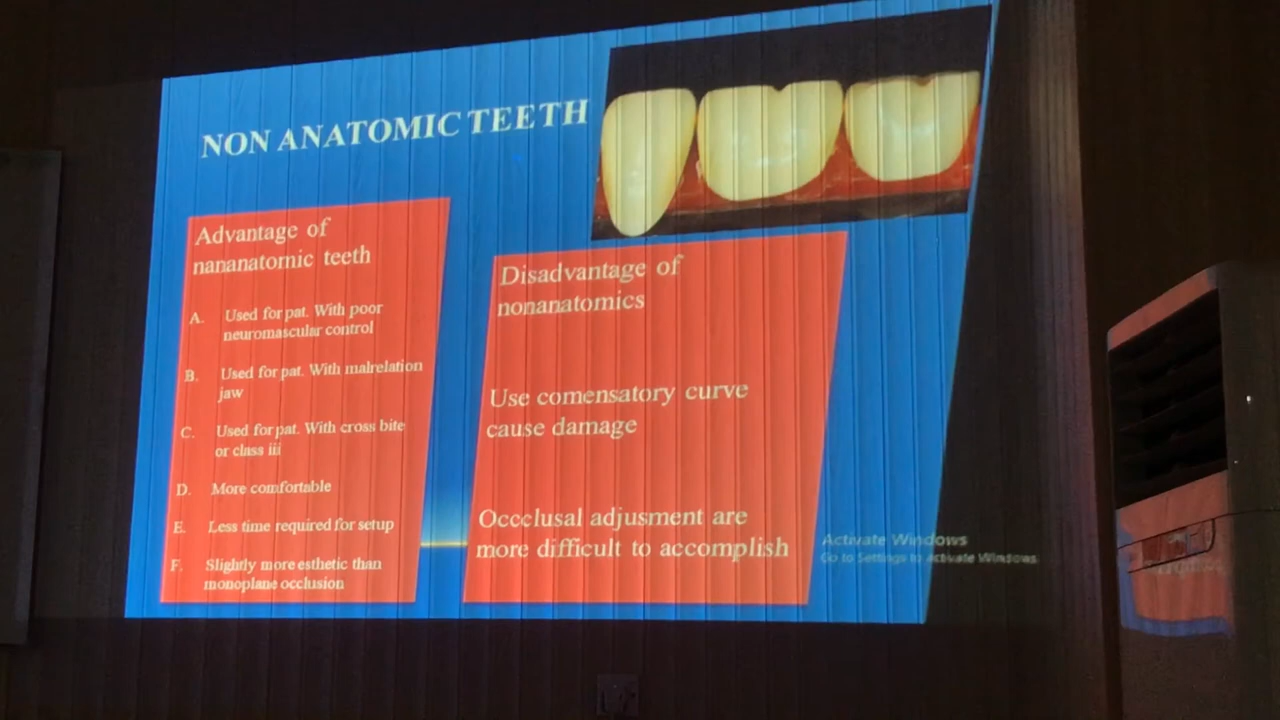 NON ANATOMIC TEETH
Advantage of
nananatomic teeth
A. Used for pat. With poor
neuromascular control
B. Used for pat. With malrelation
jaw
C. Used for pat. With cross bite
or class iii
D. More comfortable
E. Less time required for setup
F. Slightly more esthetic than
monoplane occlusion
Disadvantage of
nonanatomics
Use comensatory curve
cause damage
Occclusal adjusment are
more difficult to accomplish
Activate Windows
Go to Settings to activate Windows.